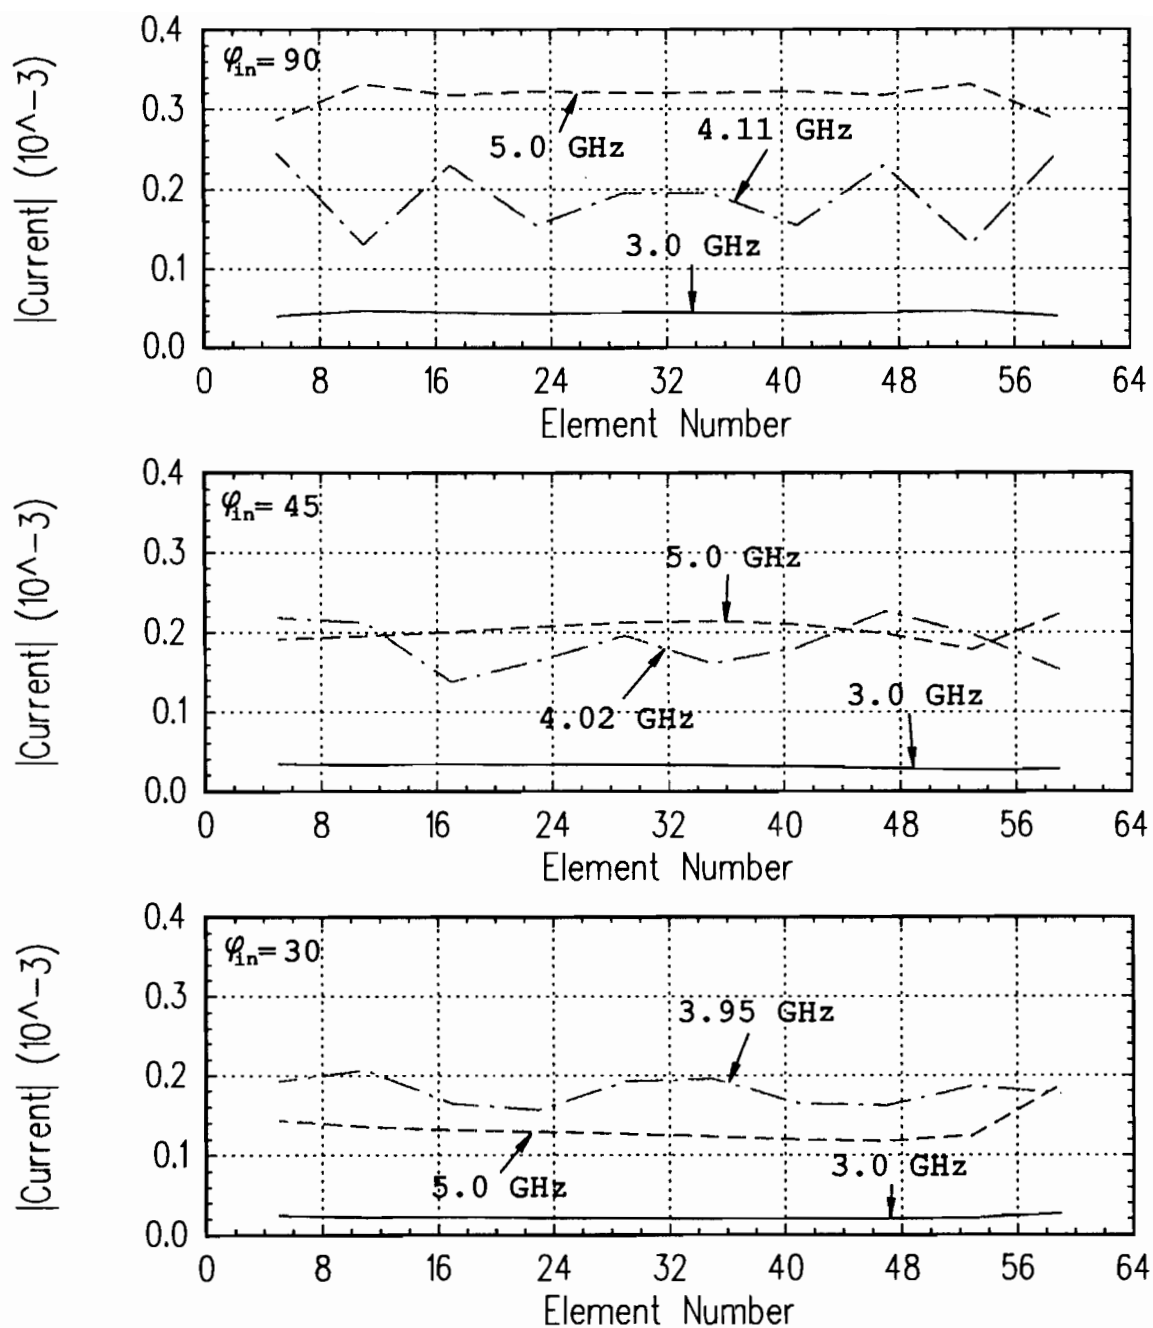 |Current| (10^-3)
0.4
0.3
0.2
0.1
0.0
φin= 90
5.0 GHz
4.11 GHz
3.0 GHz
0 8 16 24 32 40 48 56 64
Element Number
|Current| (10^-3)
0.4
0.3
0.2
0.1
0.0
φin= 45
5.0 GHz
4.02 GHz
3.0 GHz
0 8 16 24 32 40 48 56 64
Element Number
|Current| (10^-3)
0.4
0.3
0.2
0.1
0.0
φin= 30
3.95 GHz
5.0 GHz
3.0 GHz
0 8 16 24 32 40 48 56 64
Element Number